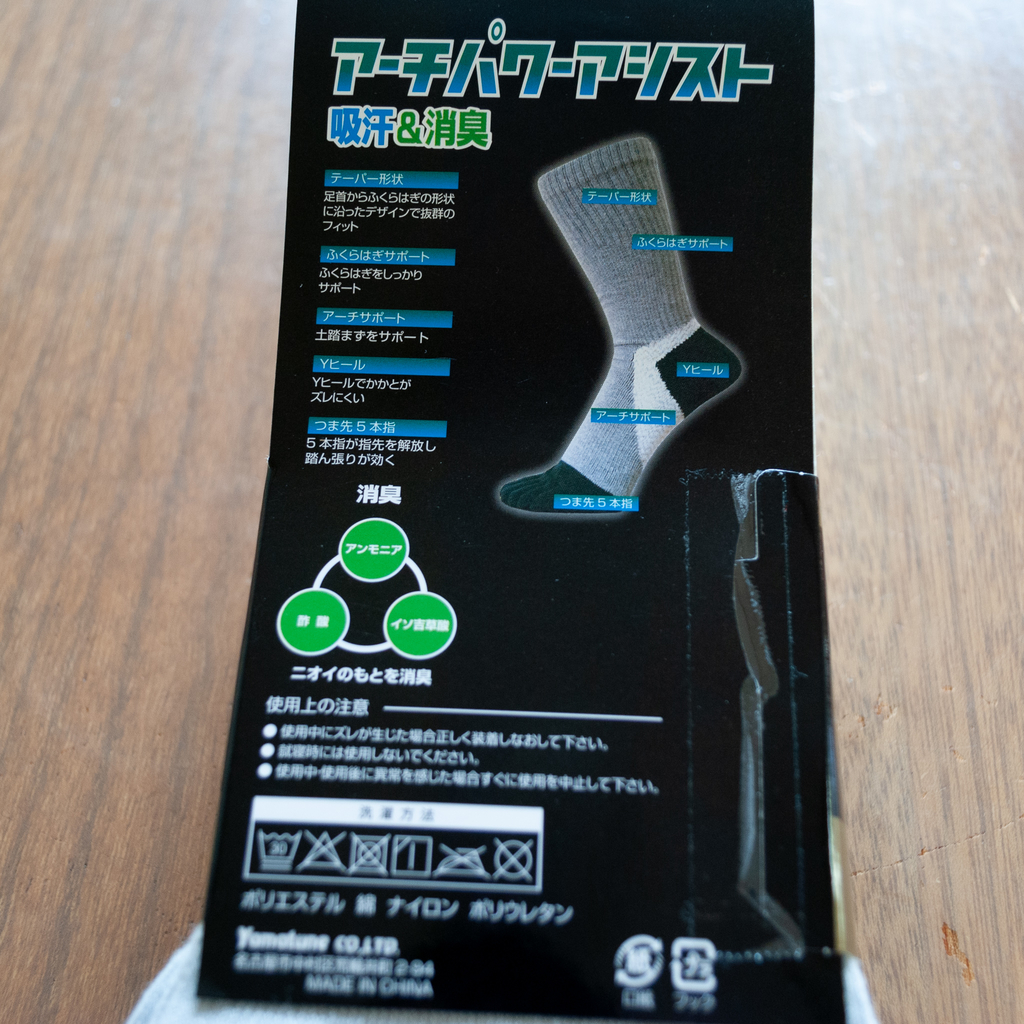 アーチパワーアシスト
吸汗&消臭
テーパー形状
足首からふくらはぎの形状
に沿ったデザインで抜群の
フィット
ふくらはぎサポート
ふくらはぎをしっかり
サポート
アーチサポート
土踏まずをサポート
Yヒール
Yヒールでかかとが
ズレにくい
つま先5本指
5本指が指先を解放し
踏ん張りが効く
テーパー形状
ふくらはぎサポート
Yヒール
アーチサポート
つま先5本指
消臭
アンモニア
酢酸
イソ吉草酸
ニオイのもとを消臭
使用上の注意
●使用中にズレが生じた場合正しく装着しなおして下さい。
●就寝時には使用しないでください。
●使用中・使用後に異常を感じた場合すぐに使用を中止して下さい。
洗濯方法
30
ポリエステル 綿 ナイロン ポリウレタン
CO.,LTD.
MADE IN CHINA
紙
プラ
口紙
フック